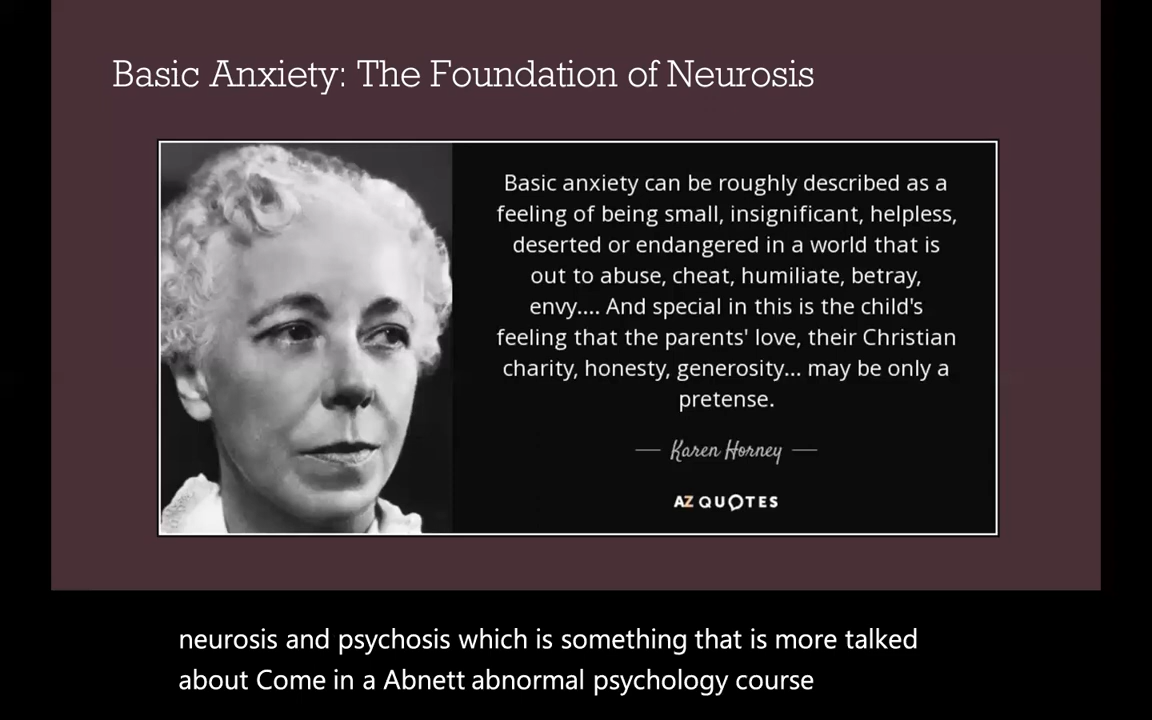 Basic Anxiety: The Foundation of Neurosis
Basic anxiety can be roughly described as a
feeling of being small, insignificant, helpless,
deserted or endangered in a world that is
out to abuse, cheat, humiliate, betray,
envy.... And special in this is the child's
feeling that the parents' love, their Christian
charity, honesty, generosity... may be only a
pretense.
— Karen Horney —
AZ QUOTES
neurosis and psychosis which is something that is more talked
about Come in a Abnett abnormal psychology course